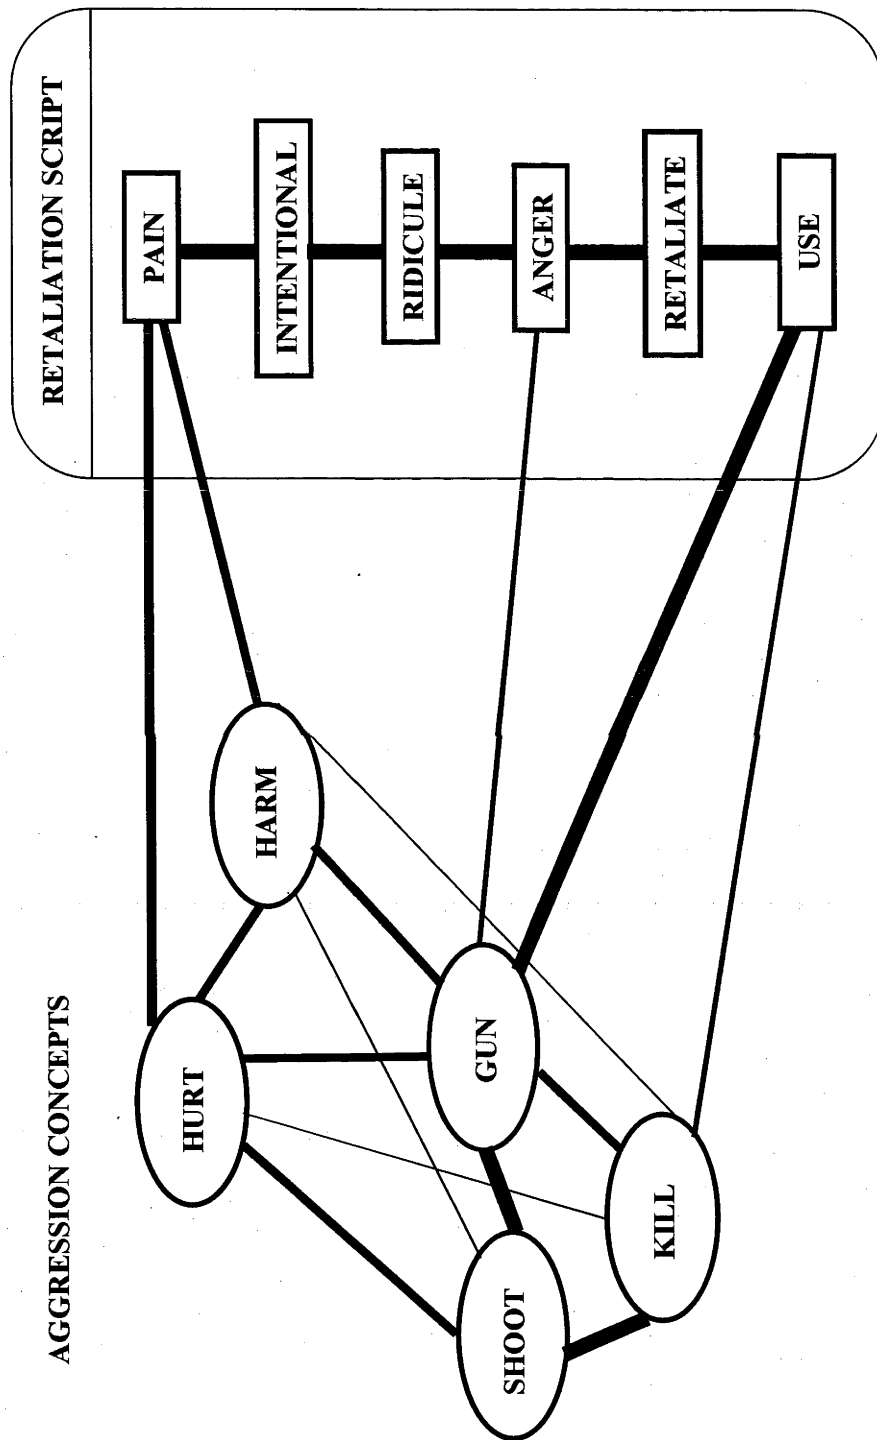 AGGRESSION CONCEPTS
RETALIATION SCRIPT
HURT
HARM
SHOOT
GUN
KILL
PAIN
INTENTIONAL
RIDICULE
ANGER
RETALIATE
USE